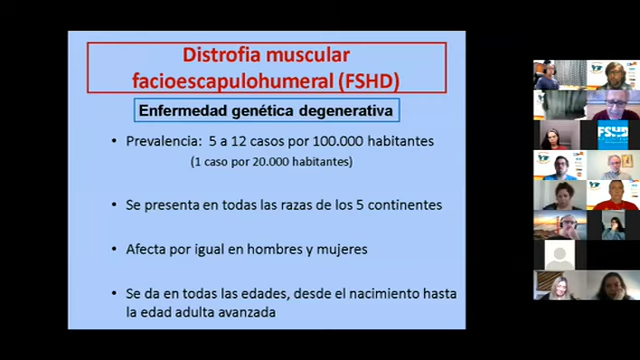 Distrofia muscular
facioescapulohumeral (FSHD)
Enfermedad genética degenerativa
• Prevalencia: 5 a 12 casos por 100.000 habitantes
(1 caso por 20.000 habitantes)
• Se presenta en todas las razas de los 5 continentes
• Afecta por igual en hombres y mujeres
• Se da en todas las edades, desde el nacimiento hasta
la edad adulta avanzada
FSHD